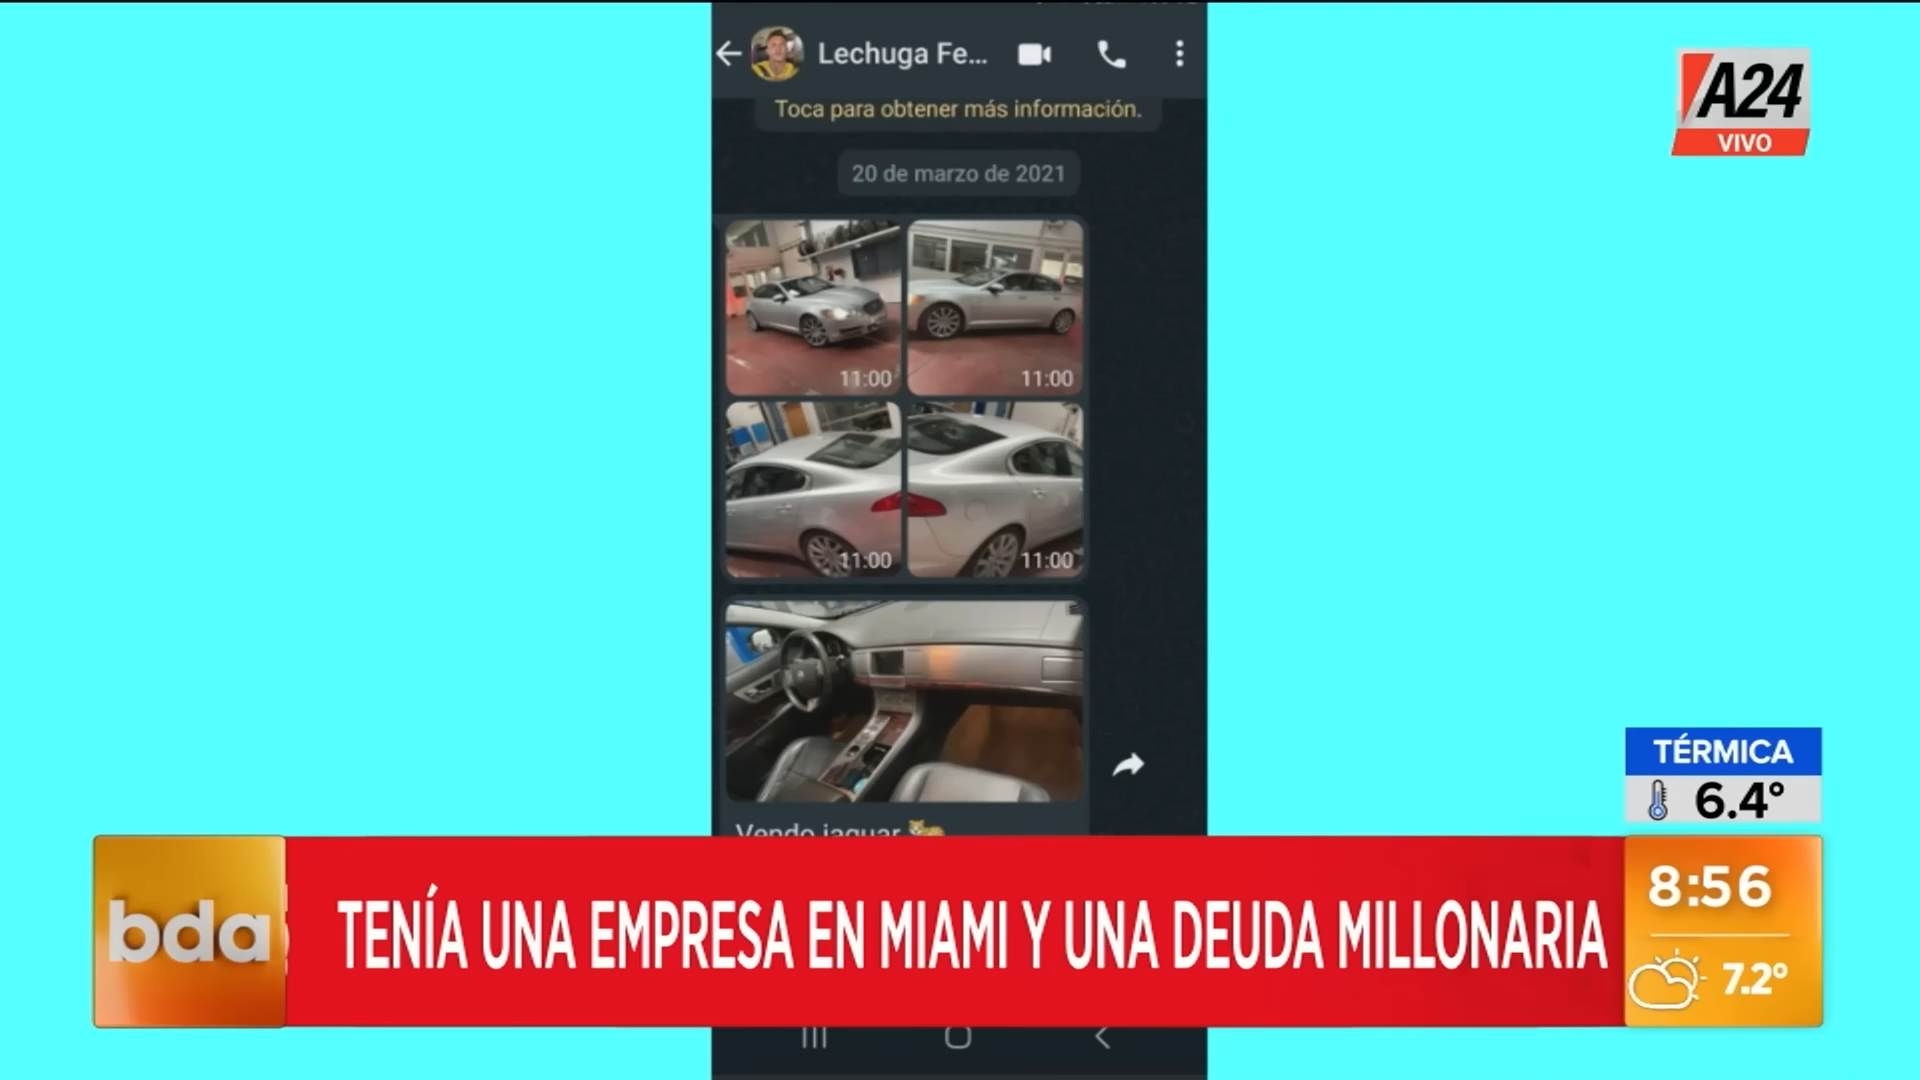 Lechuga Fe...
Toca para obtener más información.
20 de marzo de 2021
11:00
11:00
11:00
11:00
Vendo jaguar
A24
VIVO
TÉRMICA
6.4°
bda
TENÍA UNA EMPRESA EN MIAMI Y UNA DEUDA MILLONARIA
8:56
7.2°